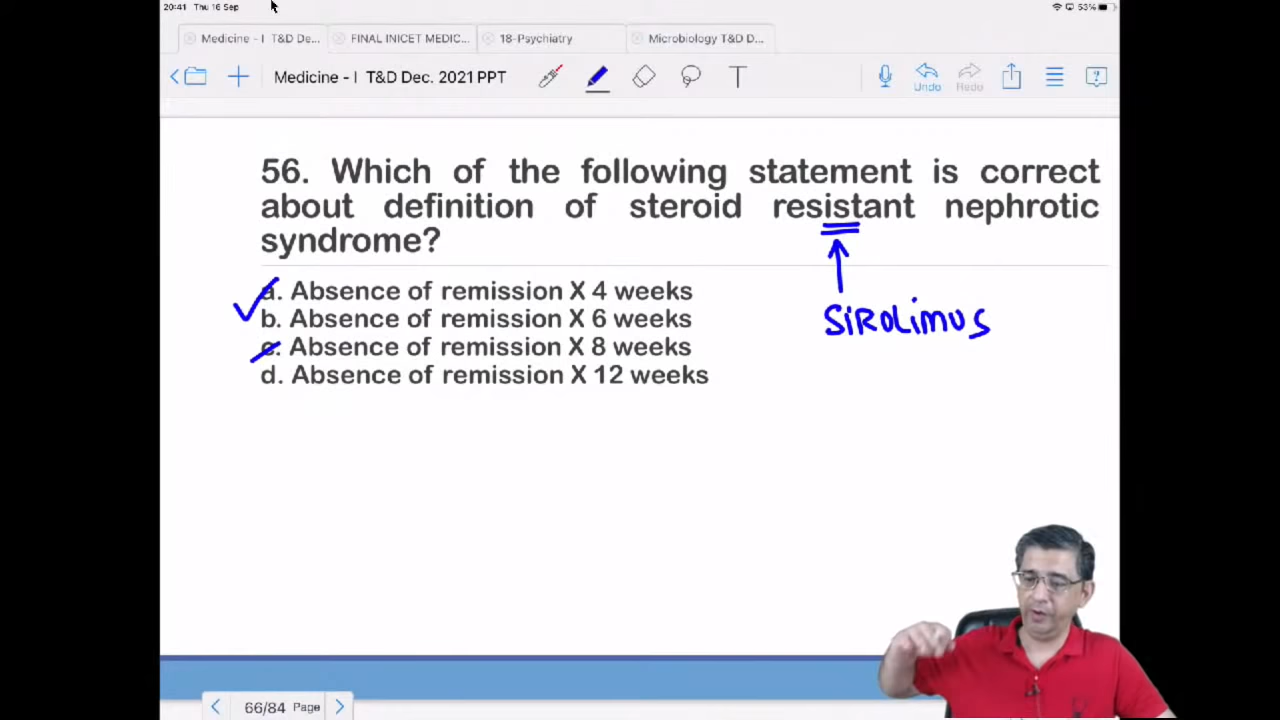 20:41 Thu 16 Sep
53%
Medicine - I T&D De...
FINAL INICET MEDIC...
18-Psychiatry
Microbiology T&D D...
Medicine - I T&D Dec. 2021 PPT
T
Undo
Redo
?
56. Which of the following statement is correct
about definition of steroid resistant nephrotic
syndrome?
a. Absence of remission X 4 weeks
b. Absence of remission X 6 weeks
c. Absence of remission X 8 weeks
d. Absence of remission X 12 weeks
SIROLIMUS
66/84 Page